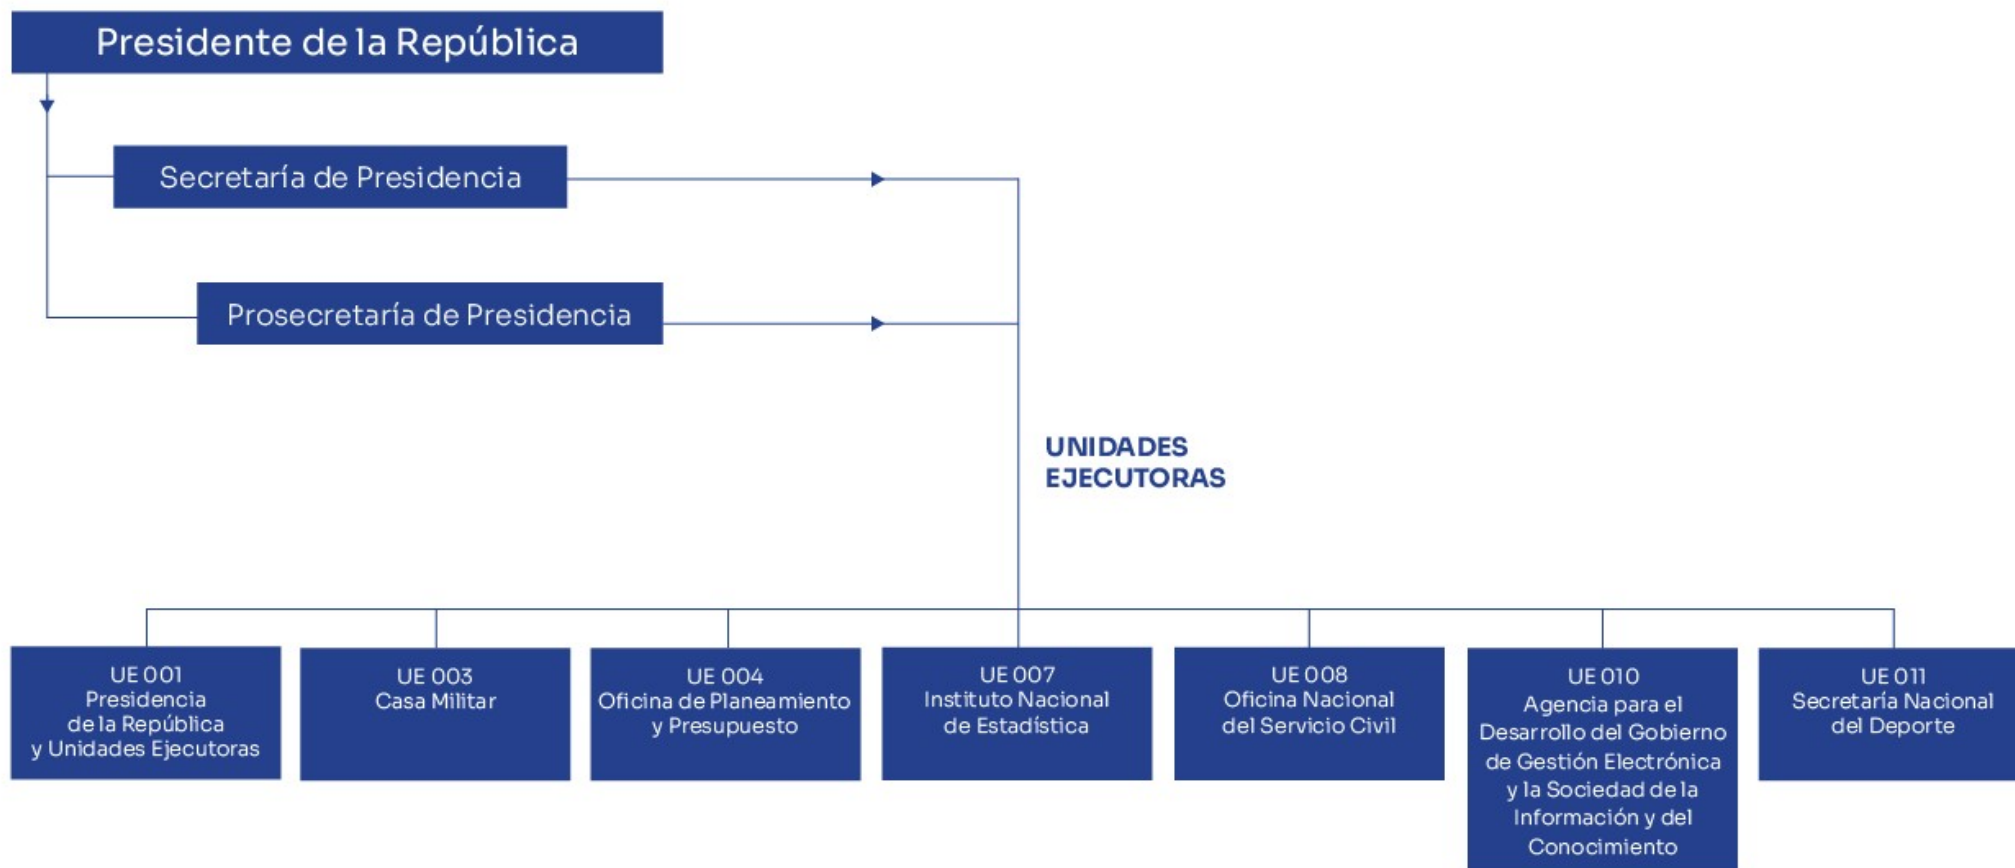 Presidente de la República
Secretaría de Presidencia
Prosecretaría de Presidencia
UNIDADES
EJECUTORAS
UE 001
Presidencia
de la República
y Unidades Ejecutoras
UE 003
Casa Militar
UE 004
Oficina de Planeamiento
y Presupuesto
UE 007
Instituto Nacional
de Estadística
UE 008
Oficina Nacional
del Servicio Civil
UE 010
Agencia para el
Desarrollo del Gobierno
de Gestión Electrónica
y la Sociedad de la
Información y del
Conocimiento
UE 011
Secretaría Nacional
del Deporte